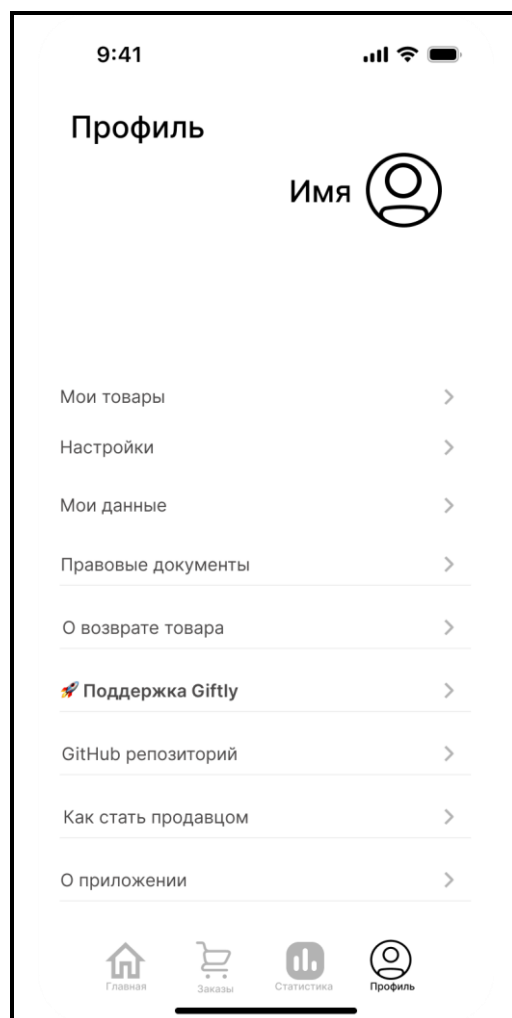 9:41
Профиль
Имя
Мои товары
Настройки
Мои данные
Правовые документы
О возврате товара
🚀 Поддержка Giftly
GitHub репозиторий
Как стать продавцом
О приложении
Главная
Заказы
Статистика
Профиль